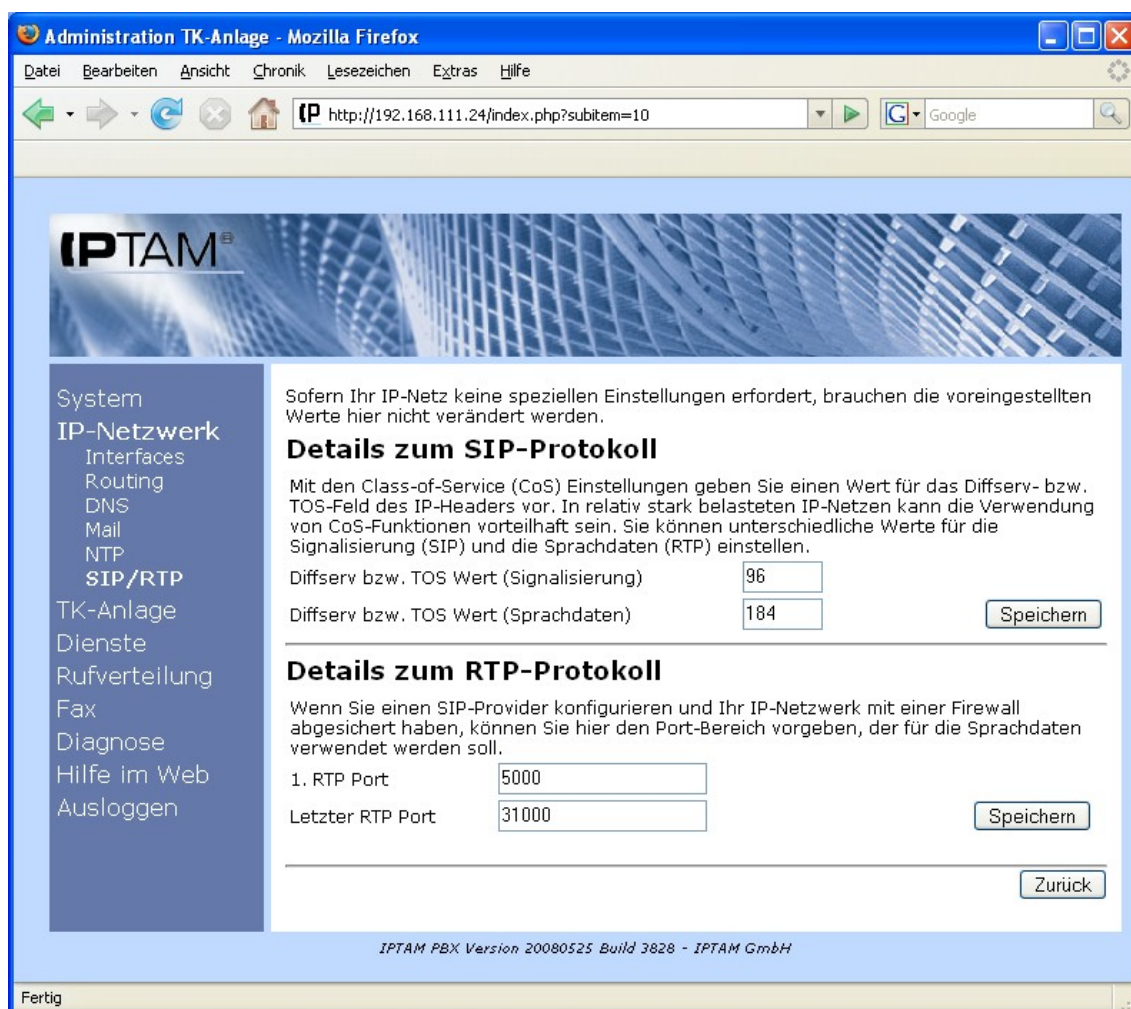 Administration TK-Anlage - Mozilla Firefox
Datei Bearbeiten Ansicht Chronik Lesezeichen Extras Hilfe
http://192.168.111.24/index.php?subitem=10
Google
IPTAM®
System
IP-Netzwerk
Interfaces
Routing
DNS
Mail
NTP
SIP/RTP
TK-Anlage
Dienste
Rufverteilung
Fax
Diagnose
Hilfe im Web
Ausloggen
Sofern Ihr IP-Netz keine speziellen Einstellungen erfordert, brauchen die voreingestellten
Werte hier nicht verändert werden.
Details zum SIP-Protokoll
Mit den Class-of-Service (CoS) Einstellungen geben Sie einen Wert für das Diffserv- bzw.
TOS-Feld des IP-Headers vor. In relativ stark belasteten IP-Netzen kann die Verwendung
von CoS-Funktionen vorteilhaft sein. Sie können unterschiedliche Werte für die
Signalisierung (SIP) und die Sprachdaten (RTP) einstellen.
Diffserv bzw. TOS Wert (Signalisierung) 96
Diffserv bzw. TOS Wert (Sprachdaten) 184 Speichern
Details zum RTP-Protokoll
Wenn Sie einen SIP-Provider konfigurieren und Ihr IP-Netzwerk mit einer Firewall
abgesichert haben, können Sie hier den Port-Bereich vorgeben, der für die Sprachdaten
verwendet werden soll.
1. RTP Port 5000
Letzter RTP Port 31000 Speichern
Zurück
IPTAM PBX Version 20080525 Build 3828 - IPTAM GmbH
Fertig